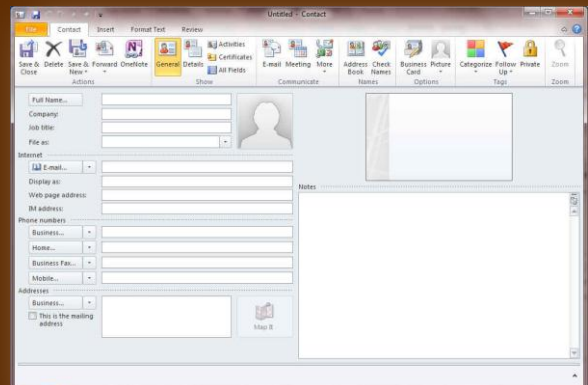 Untitled - Contact
File Contact Insert Format Text Review
Save & Close Delete Save & New Forward OneNote General Details Activities Certificates All Fields E-mail Meeting More Address Book Check Names Business Card Picture Categorize Follow Up Private Zoom
Actions Show Communicate Names Options Tags Zoom
Full Name...
Company:
Job title:
File as:
Internet
E-mail...
Display as:
Web page address:
IM address:
Notes
Phone numbers
Business...
Home...
Business Fax...
Mobile...
Addresses
Business...
This is the mailing
address
Map It